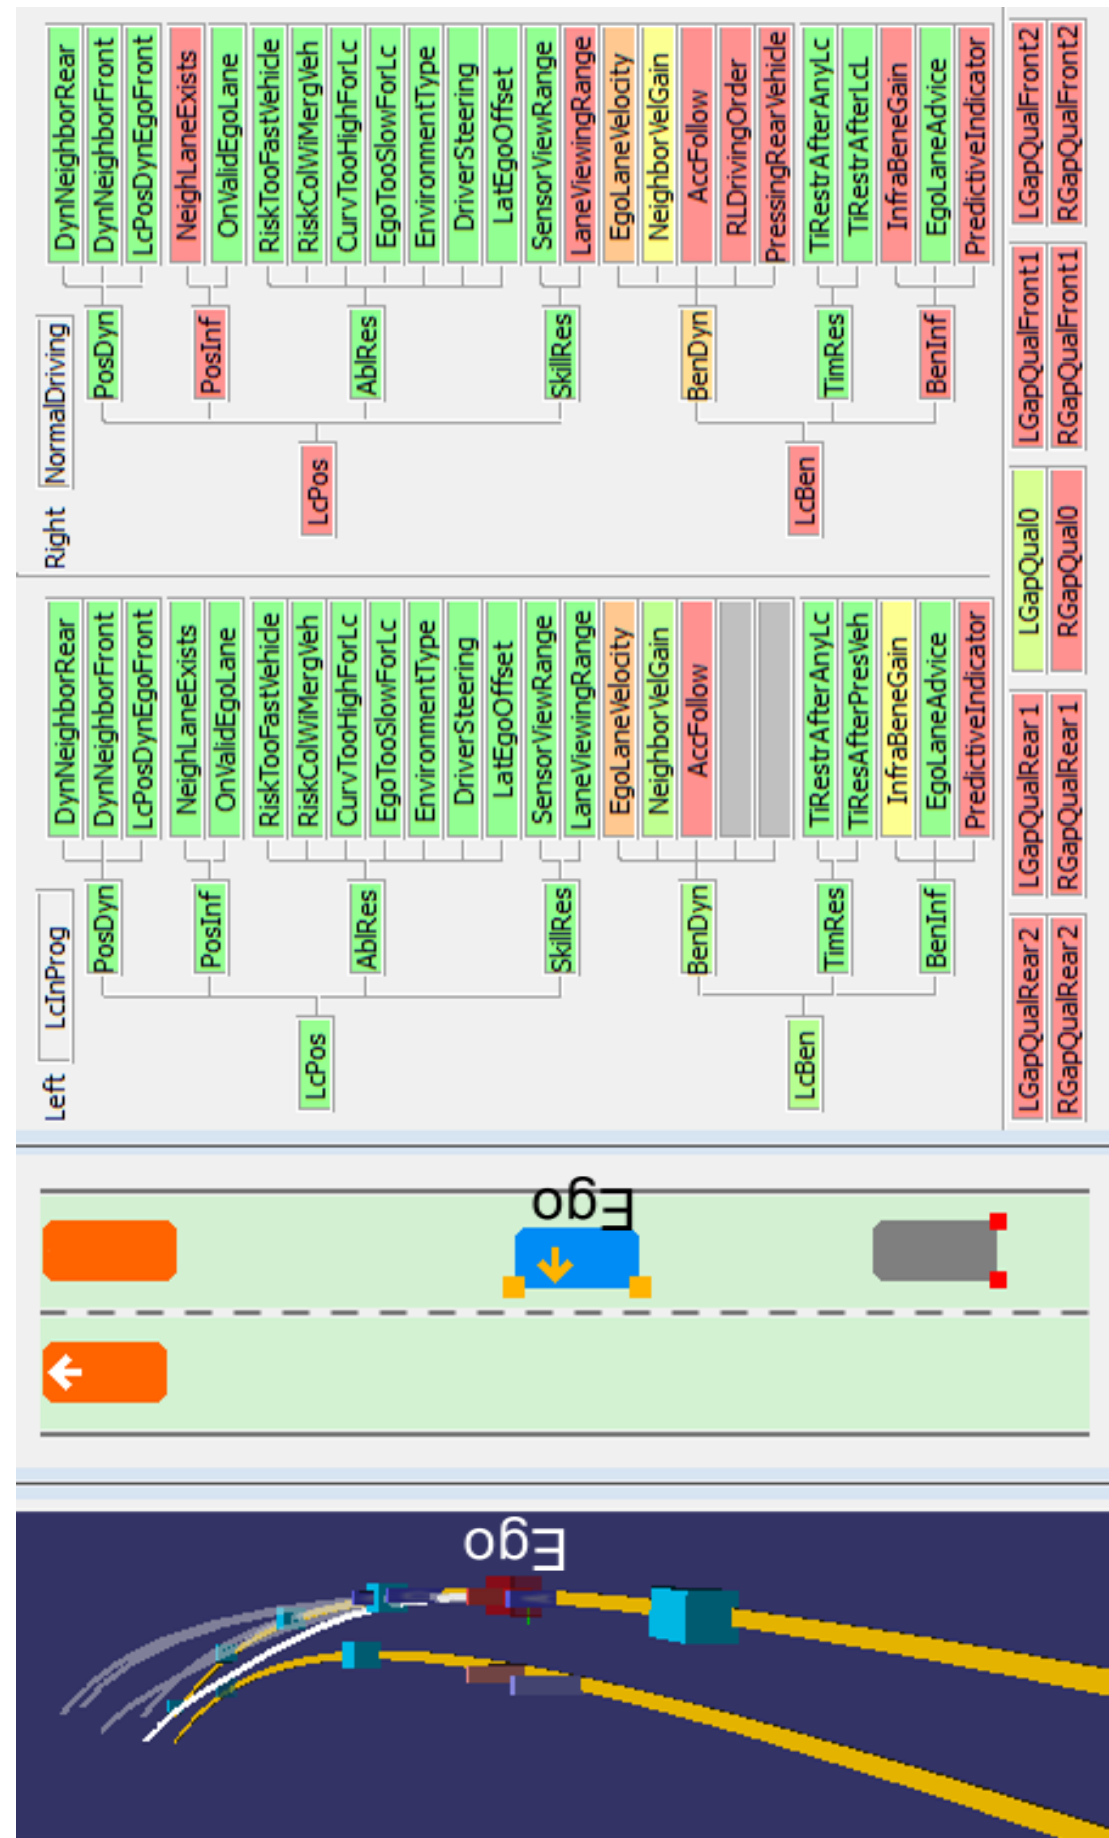 Left
LcInProg
LcPos
PosDyn
DynNeighborRear
DynNeighborFront
LcPosDynEgoFront
PosInf
NeighLaneExists
OnValidEgoLane
AblRes
RiskTooFastVehicle
RiskColWiMergVeh
CurvTooHighForLc
EgoTooSlowForLc
EnvironmentType
DriverSteering
LatEgoOffset
SkillRes
SensorViewRange
LaneViewingRange
LcBen
BenDyn
EgoLaneVelocity
NeighborVelGain
AccFollow
TimRes
TiRestrAfterAnyLc
TiResAfterPresVeh
BenInf
InfraBeneGain
EgoLaneAdvice
PredictiveIndicator
Right
NormalDriving
LcPos
PosDyn
DynNeighborRear
DynNeighborFront
LcPosDynEgoFront
PosInf
NeighLaneExists
OnValidEgoLane
AblRes
RiskTooFastVehicle
RiskColWiMergVeh
CurvTooHighForLc
EgoTooSlowForLc
EnvironmentType
DriverSteering
LatEgoOffset
SkillRes
SensorViewRange
LaneViewingRange
LcBen
BenDyn
EgoLaneVelocity
NeighborVelGain
AccFollow
RLDrivingOrder
PressingRearVehicle
TimRes
TiRestrAfterAnyLc
TiRestrAfterLcL
BenInf
InfraBeneGain
EgoLaneAdvice
PredictiveIndicator
LGapQualRear2 LGapQualRear1 LGapQual0 LGapQualFront1 LGapQualFront2
RGapQualRear2 RGapQualRear1 RGapQual0 RGapQualFront1 RGapQualFront2
Ego
Ego